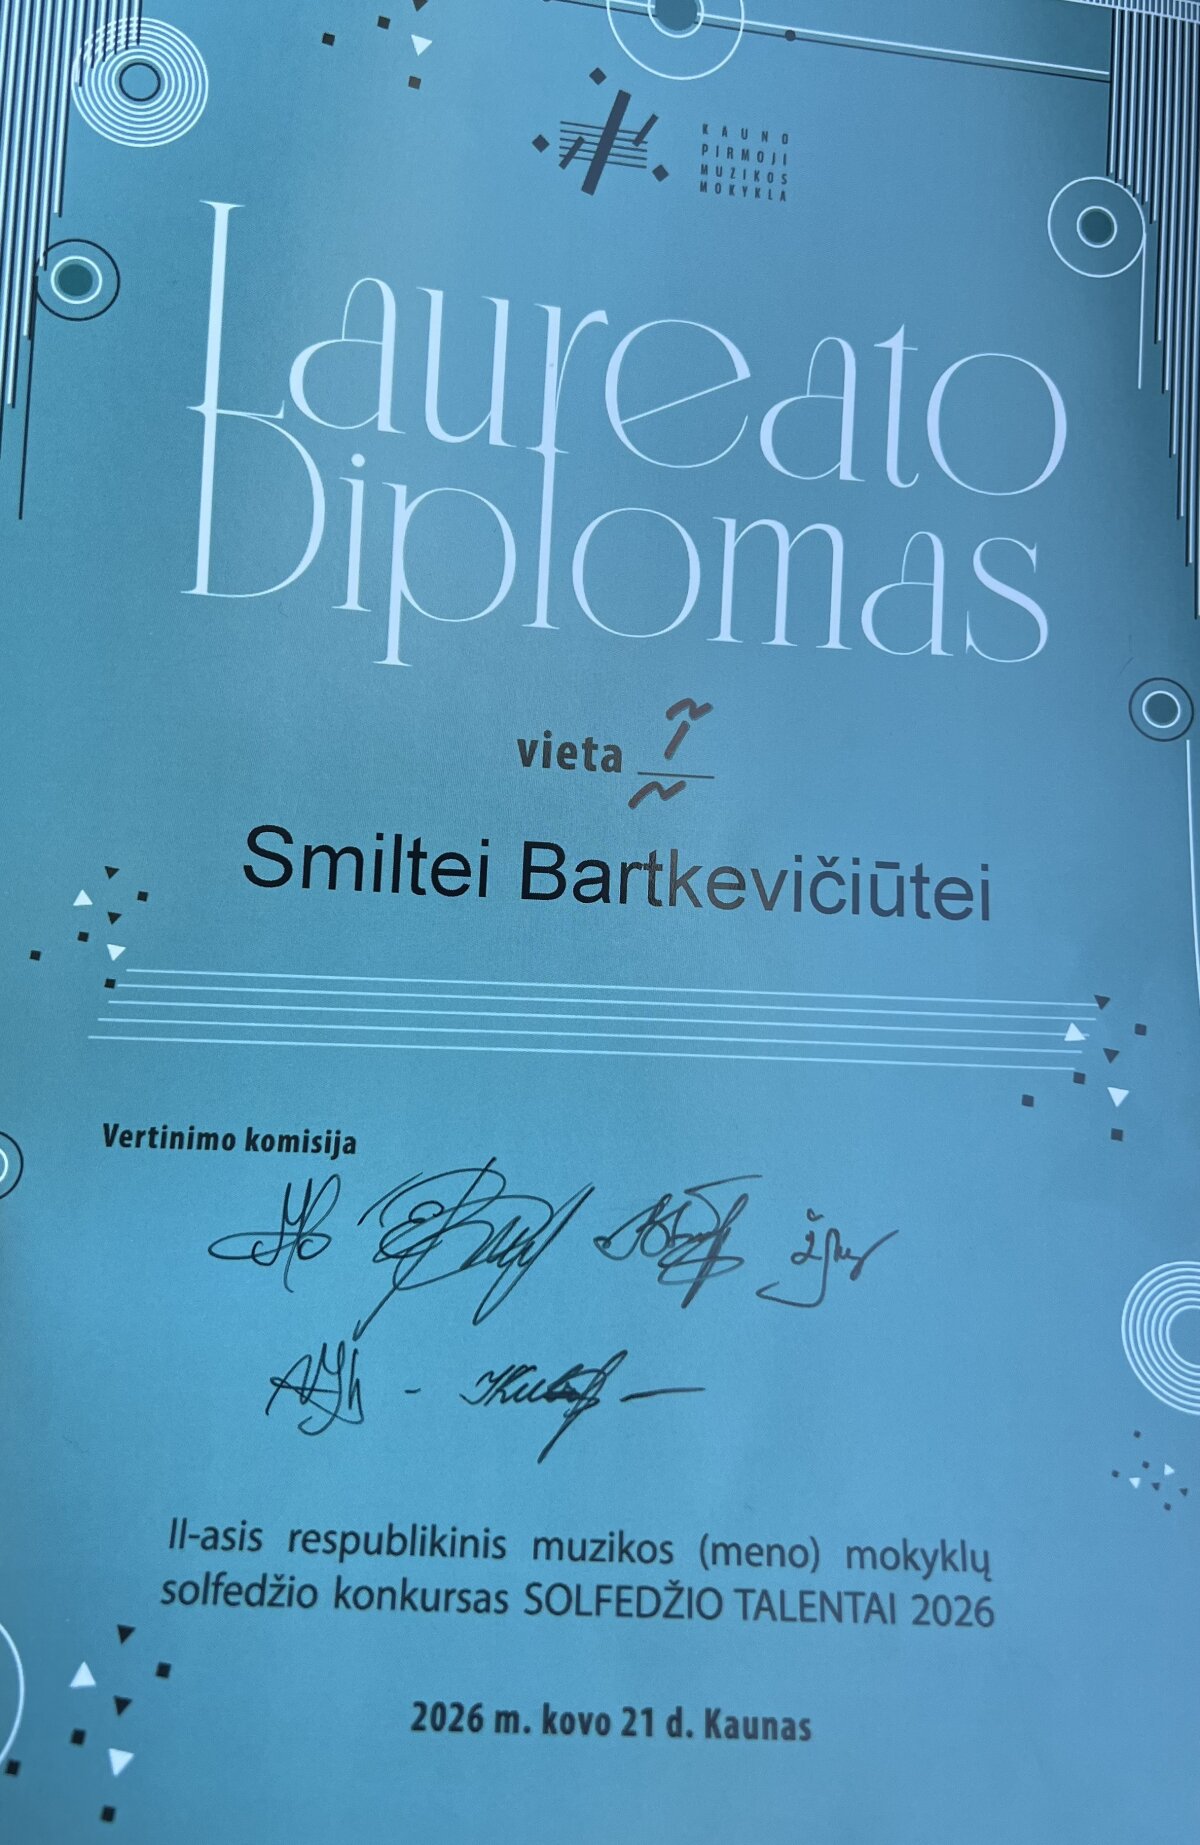 KAUNO
PIRMOJI
MUZIKOS
MOKYKLA
Laureato
Diplomas
vieta I
Smiltei Bartkevičiūtei
Vertinimo komisija
II-asis respublikinis muzikos (meno) mokyklų
solfedžio konkursas SOLFEDŽIO TALENTAI 2026
2026 m. kovo 21 d. Kaunas